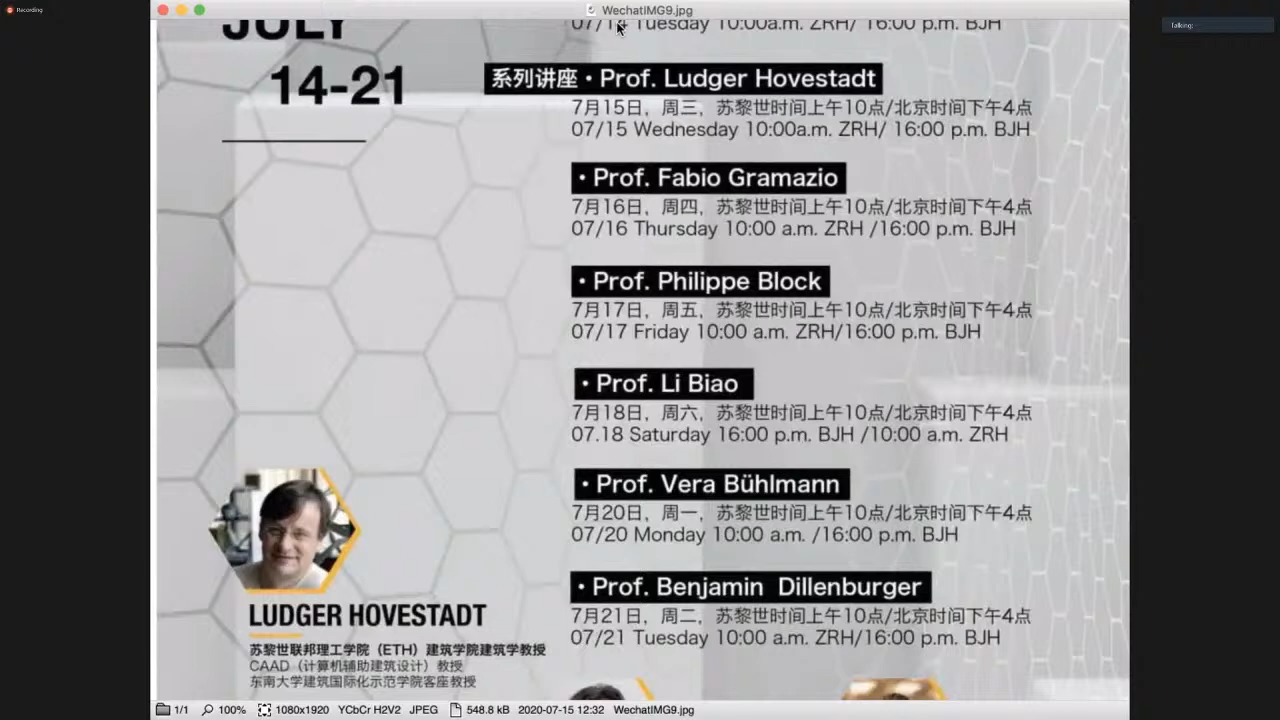 Recording
WechatIMG9.jpg
Talking:
JULY
14-21
07/14 Tuesday 10:00a.m. ZRH/ 16:00 p.m. BJH
系列讲座·Prof. Ludger Hovestadt
7月15日，周三，苏黎世时间上午10点/北京时间下午4点
07/15 Wednesday 10:00a.m. ZRH/ 16:00 p.m. BJH
·Prof. Fabio Gramazio
7月16日，周四，苏黎世时间上午10点/北京时间下午4点
07/16 Thursday 10:00 a.m. ZRH /16:00 p.m. BJH
·Prof. Philippe Block
7月17日，周五，苏黎世时间上午10点/北京时间下午4点
07/17 Friday 10:00 a.m. ZRH/16:00 p.m. BJH
·Prof. Li Biao
7月18日，周六，苏黎世时间上午10点/北京时间下午4点
07.18 Saturday 16:00 p.m. BJH /10:00 a.m. ZRH
·Prof. Vera Bühlmann
7月20日，周一，苏黎世时间上午10点/北京时间下午4点
07/20 Monday 10:00 a.m. /16:00 p.m. BJH
·Prof. Benjamin Dillenburger
7月21日，周二，苏黎世时间上午10点/北京时间下午4点
07/21 Tuesday 10:00 a.m. ZRH/16:00 p.m. BJH
LUDGER HOVESTADT
苏黎世联邦理工学院（ETH）建筑学院建筑学教授
CAAD（计算机辅助建筑设计）教授
东南大学建筑国际化示范学院客座教授
1/1 100% 1080x1920 YCbCr H2V2 JPEG 548.8 kB 2020-07-15 12:32 WechatIMG9.jpg